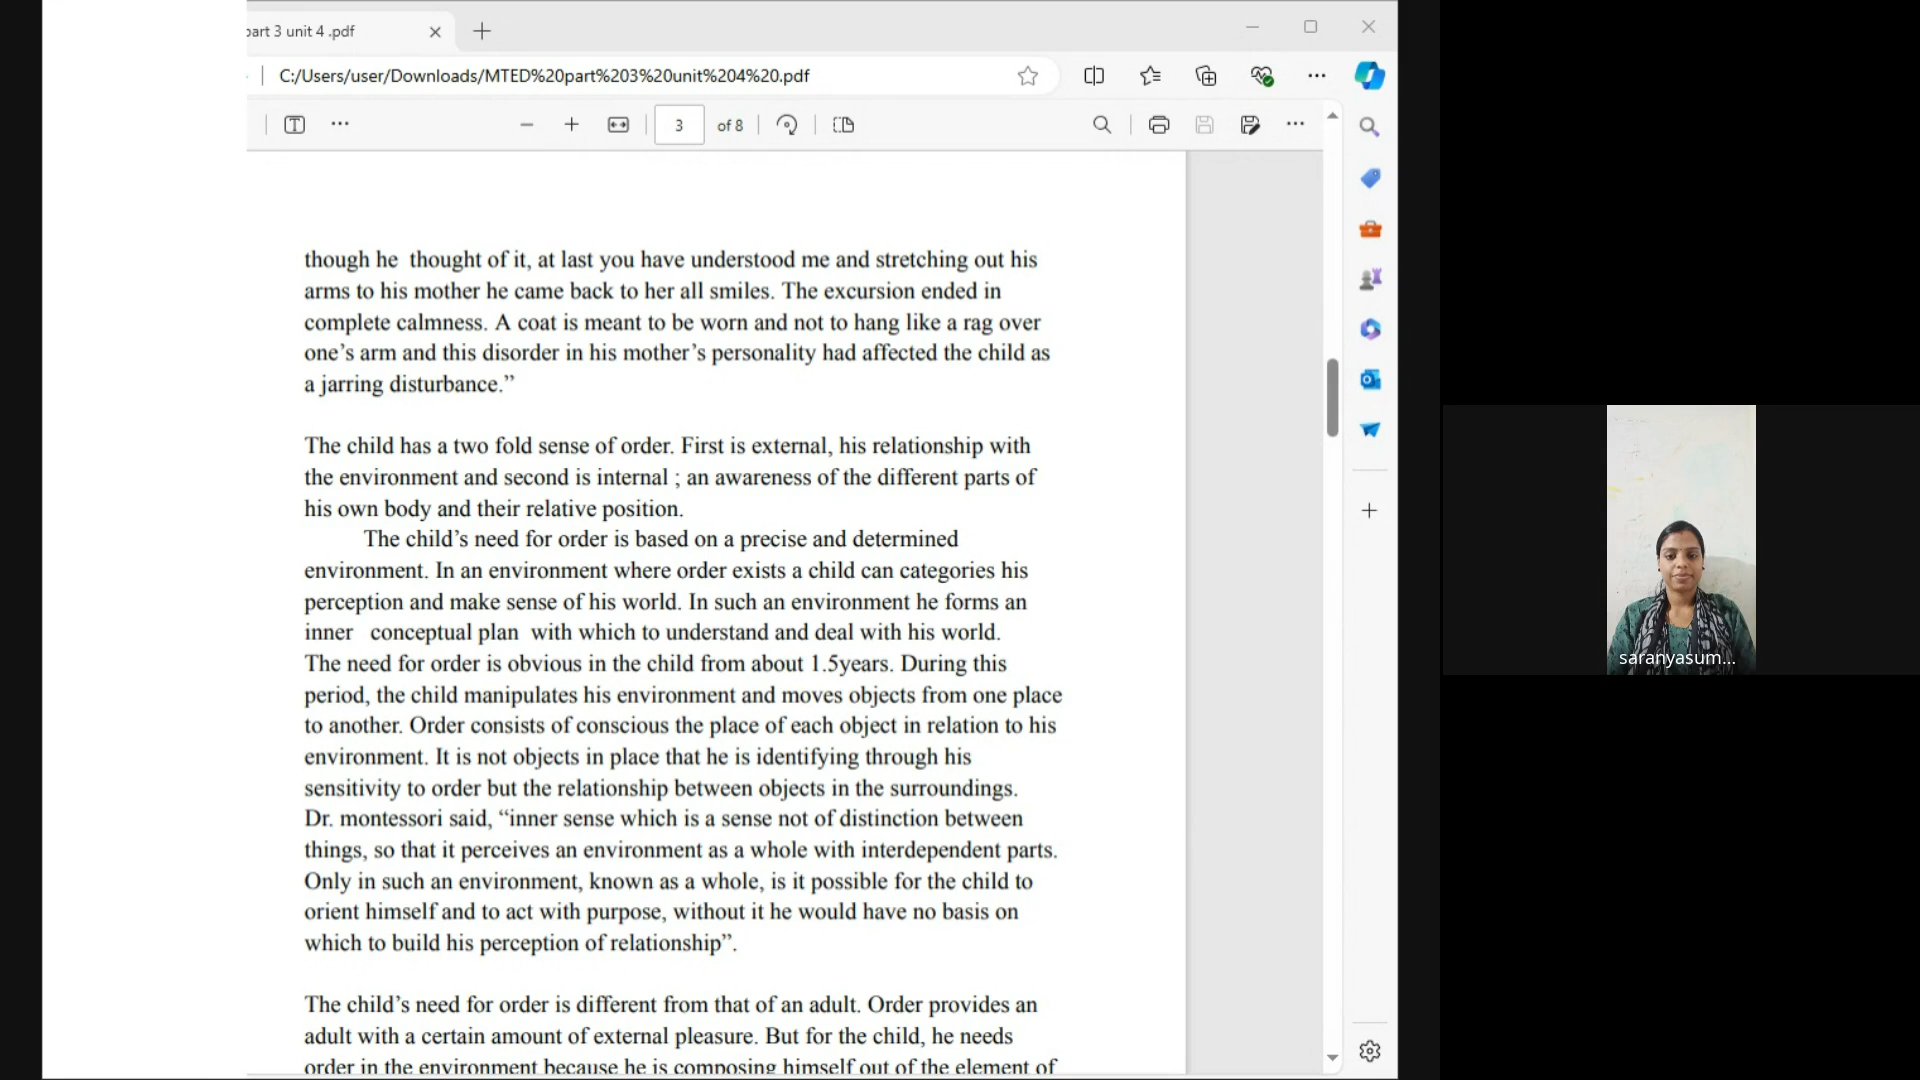 part 3 unit 4 .pdf
C:/Users/user/Downloads/MTED%20part%203%20unit%204%20.pdf
3 of 8
though he thought of it, at last you have understood me and stretching out his
arms to his mother he came back to her all smiles. The excursion ended in
complete calmness. A coat is meant to be worn and not to hang like a rag over
one’s arm and this disorder in his mother’s personality had affected the child as
a jarring disturbance.”
The child has a two fold sense of order. First is external, his relationship with
the environment and second is internal ; an awareness of the different parts of
his own body and their relative position.
The child’s need for order is based on a precise and determined
environment. In an environment where order exists a child can categories his
perception and make sense of his world. In such an environment he forms an
inner conceptual plan with which to understand and deal with his world.
The need for order is obvious in the child from about 1.5years. During this
period, the child manipulates his environment and moves objects from one place
to another. Order consists of conscious the place of each object in relation to his
environment. It is not objects in place that he is identifying through his
sensitivity to order but the relationship between objects in the surroundings.
Dr. montessori said, “inner sense which is a sense not of distinction between
things, so that it perceives an environment as a whole with interdependent parts.
Only in such an environment, known as a whole, is it possible for the child to
orient himself and to act with purpose, without it he would have no basis on
which to build his perception of relationship”.
The child’s need for order is different from that of an adult. Order provides an
adult with a certain amount of external pleasure. But for the child, he needs
order in the environment because he is composing himself out of the element of
saranyasum...